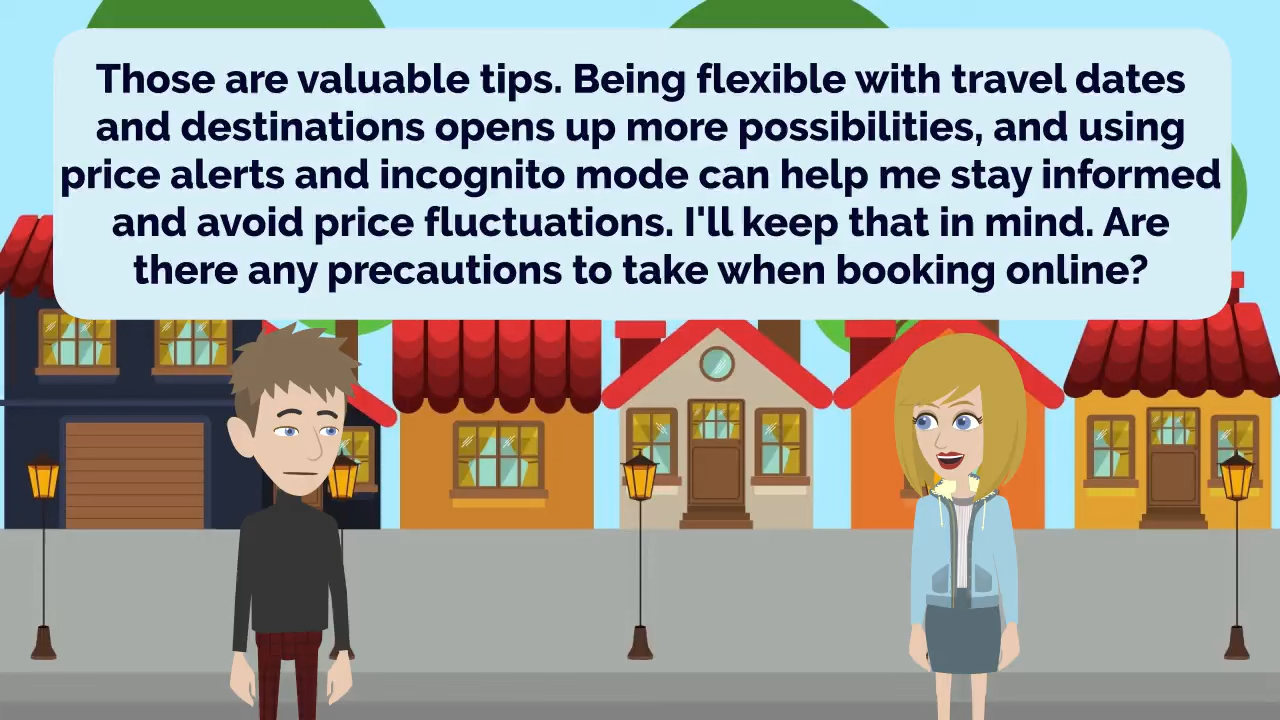 Those are valuable tips. Being flexible with travel dates
and destinations opens up more possibilities, and using
price alerts and incognito mode can help me stay informed
and avoid price fluctuations. I'll keep that in mind. Are
there any precautions to take when booking online?